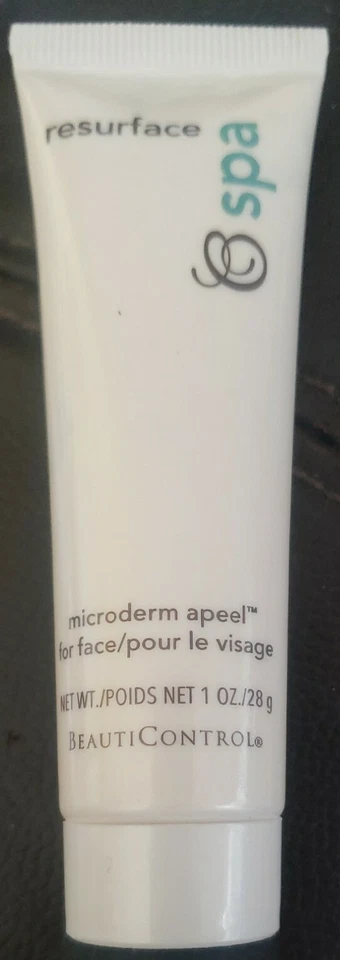 resurface
spa
microderm apeel™
for face/pour le visage
NET WT./POIDS NET 1 OZ./28 g
BEAUTICONTROL®